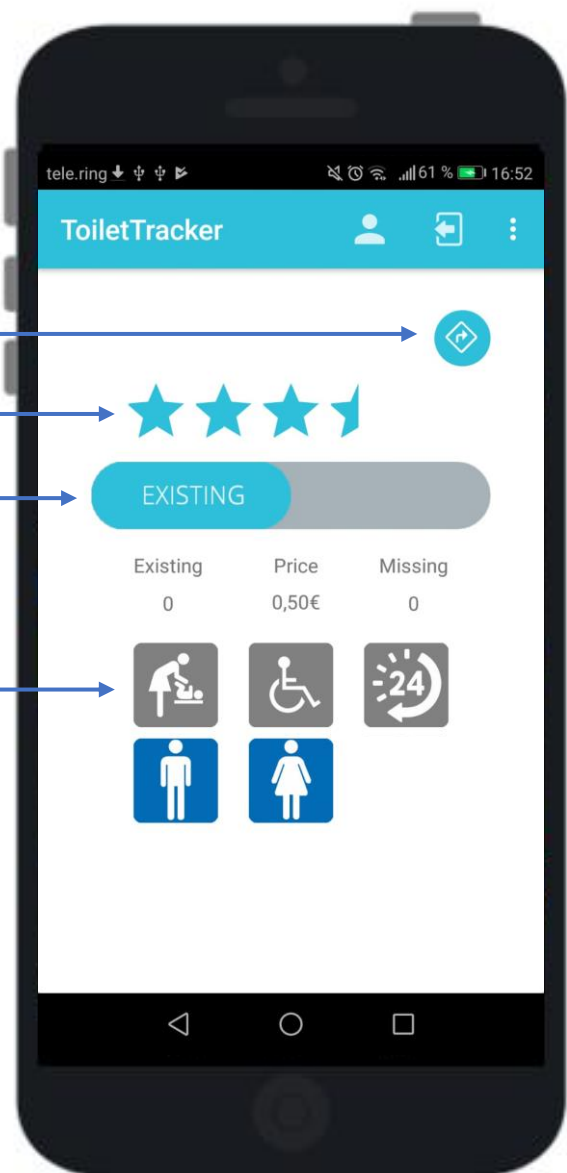 tele.ring 61 % 16:52
ToiletTracker
EXISTING
Existing Price Missing
0 0,50€ 0
24